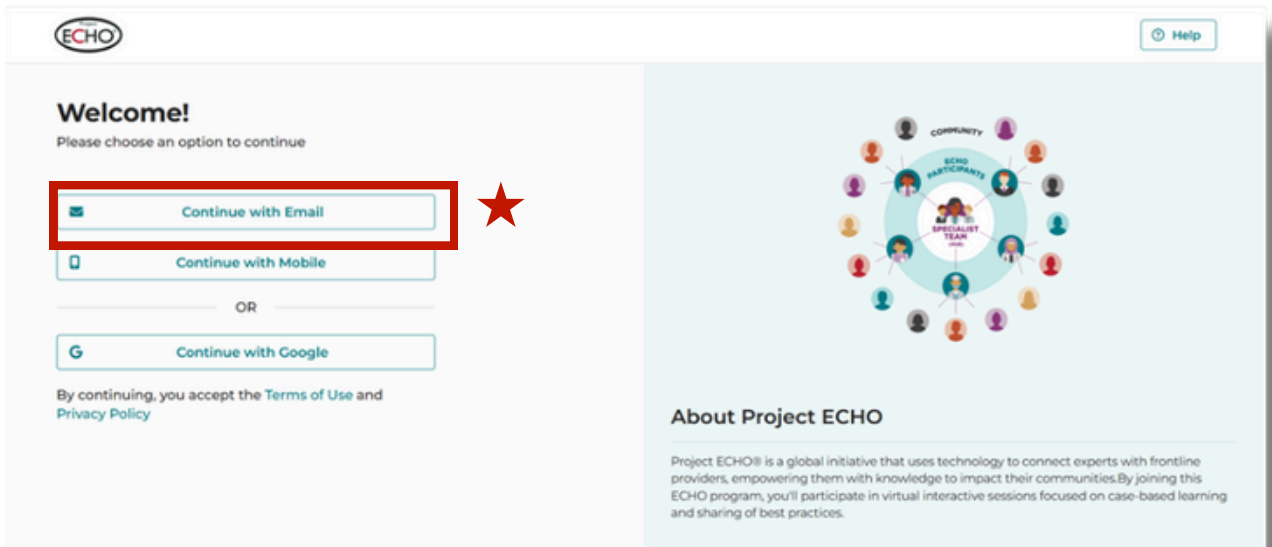 Project
ECHO
Help
Welcome!
Please choose an option to continue
Continue with Email
Continue with Mobile
OR
G Continue with Google
By continuing, you accept the Terms of Use and
Privacy Policy
COMMUNITY
ECHO
PARTICIPANTS
SPECIALIST
TEAM
About Project ECHO
Project ECHO® is a global initiative that uses technology to connect experts with frontline
providers, empowering them with knowledge to impact their communities.By joining this
ECHO program, you'll participate in virtual interactive sessions focused on case-based learning
and sharing of best practices.